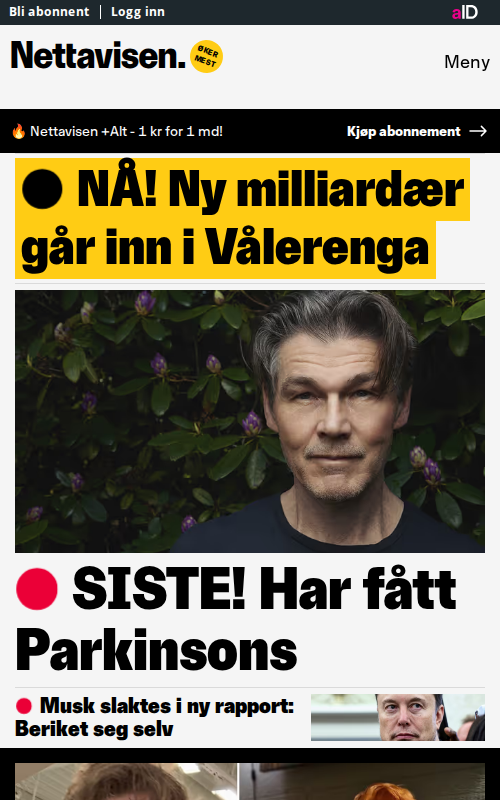 Bli abonnent | Logg inn
aID
Nettavisen.
ØKER
MEST
Meny
🔥 Nettavisen +Alt - 1 kr for 1 md!
Kjøp abonnement →
NÅ! Ny milliardær
går inn i Vålerenga
SISTE! Har fått
Parkinsons
Musk slaktes i ny rapport:
Beriket seg selv